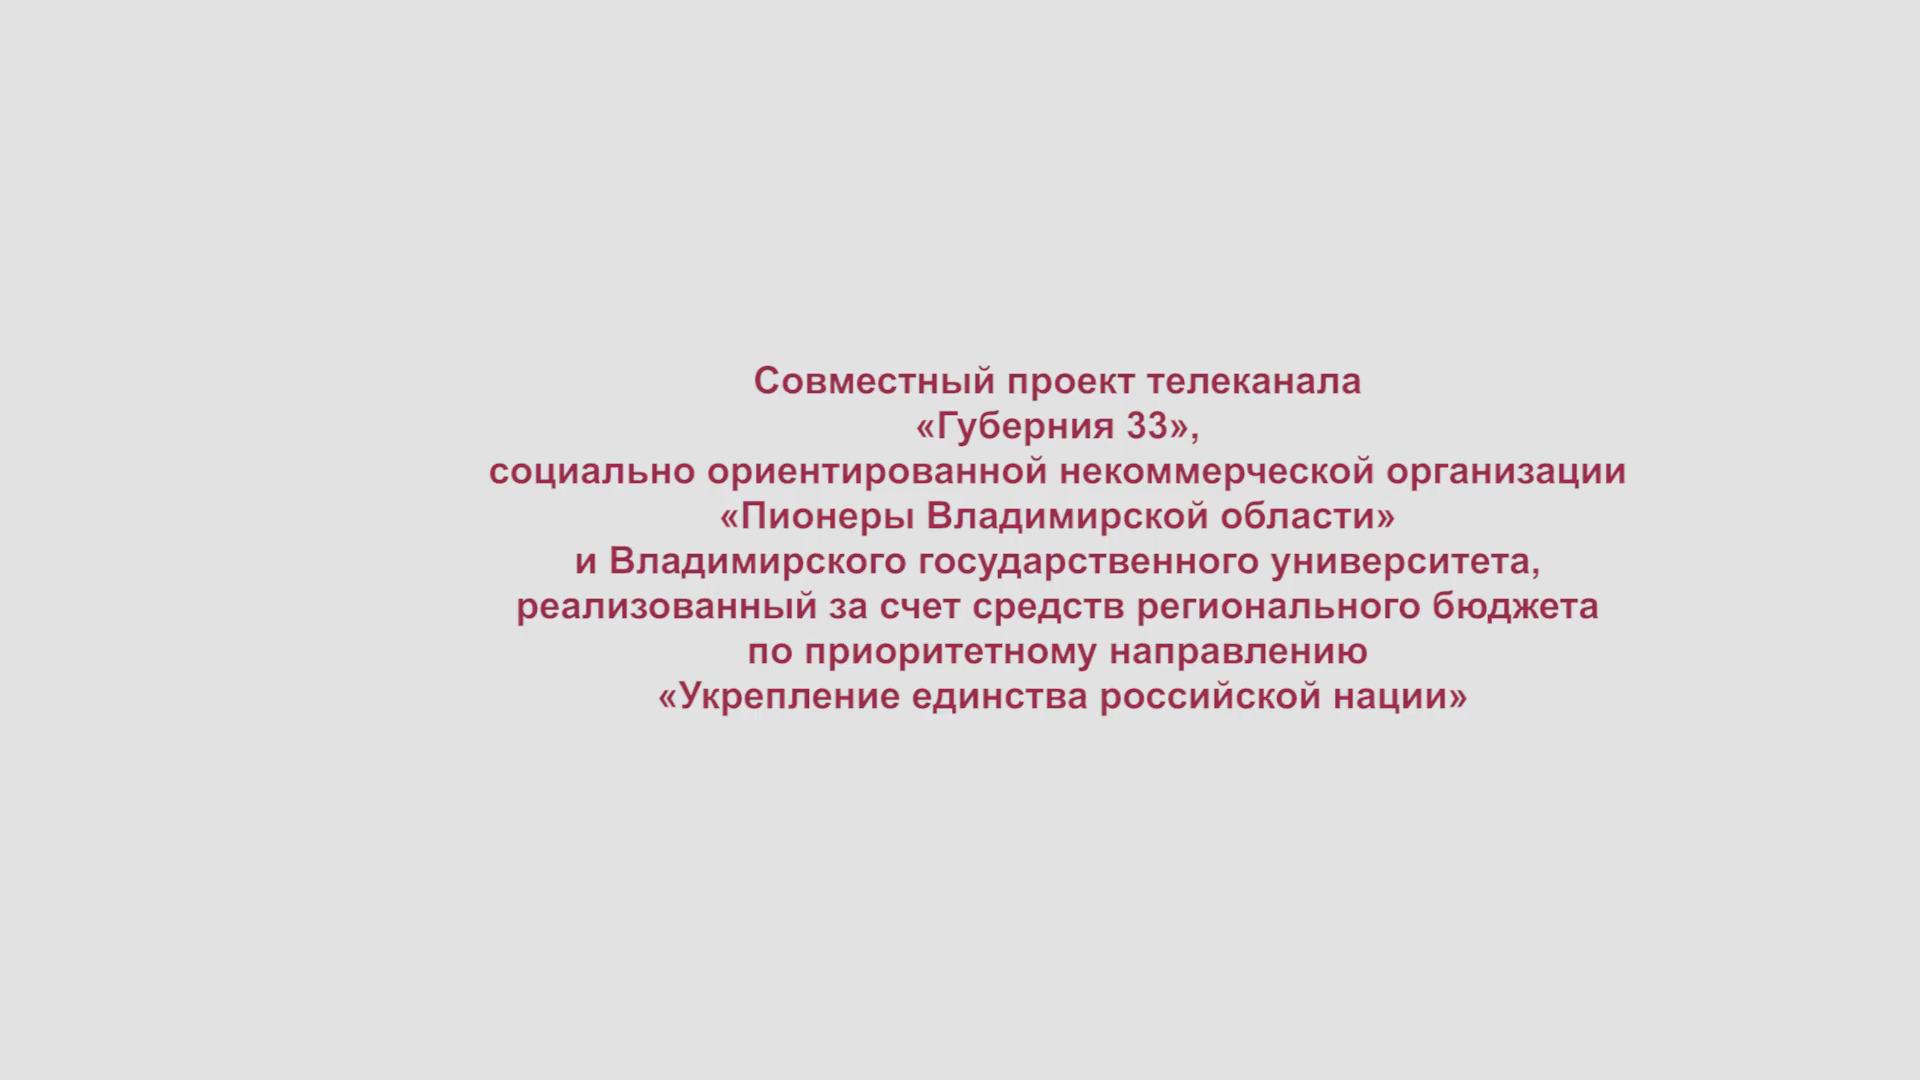 Совместный проект телеканала
«Губерния 33»,
социально ориентированной некоммерческой организации
«Пионеры Владимирской области»
и Владимирского государственного университета,
реализованный за счет средств регионального бюджета
по приоритетному направлению
«Укрепление единства российской нации»